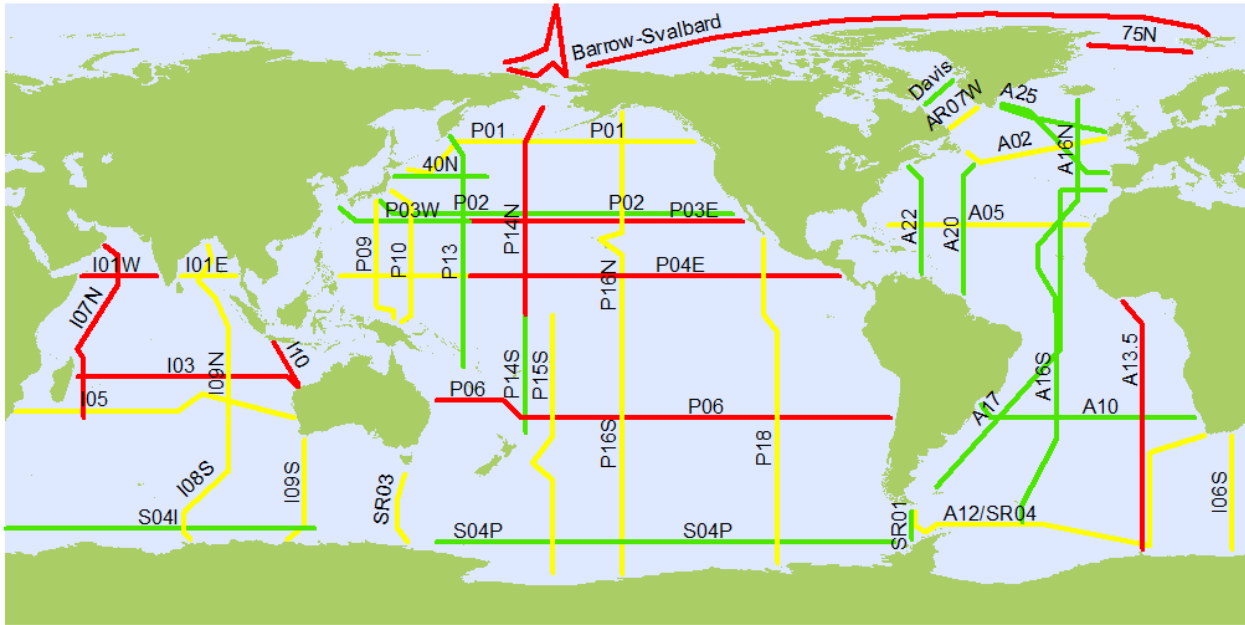 Barrow-Svalbard
75N
Davis
A25
AR07W
P01
P01
A02
A16N
40N
P03W
P02
P02
P03E
A22
A20
A05
P14N
P09
P10
P13
I01W
I01E
P04E
P16N
I07N
I10
I03
I09N
P14S
P15S
A16S
A13.5
I05
P06
P06
A17
A10
P16S
P18
I08S
I09S
SR03
I06S
S04I
S04P
S04P
SR01
A12/SR04